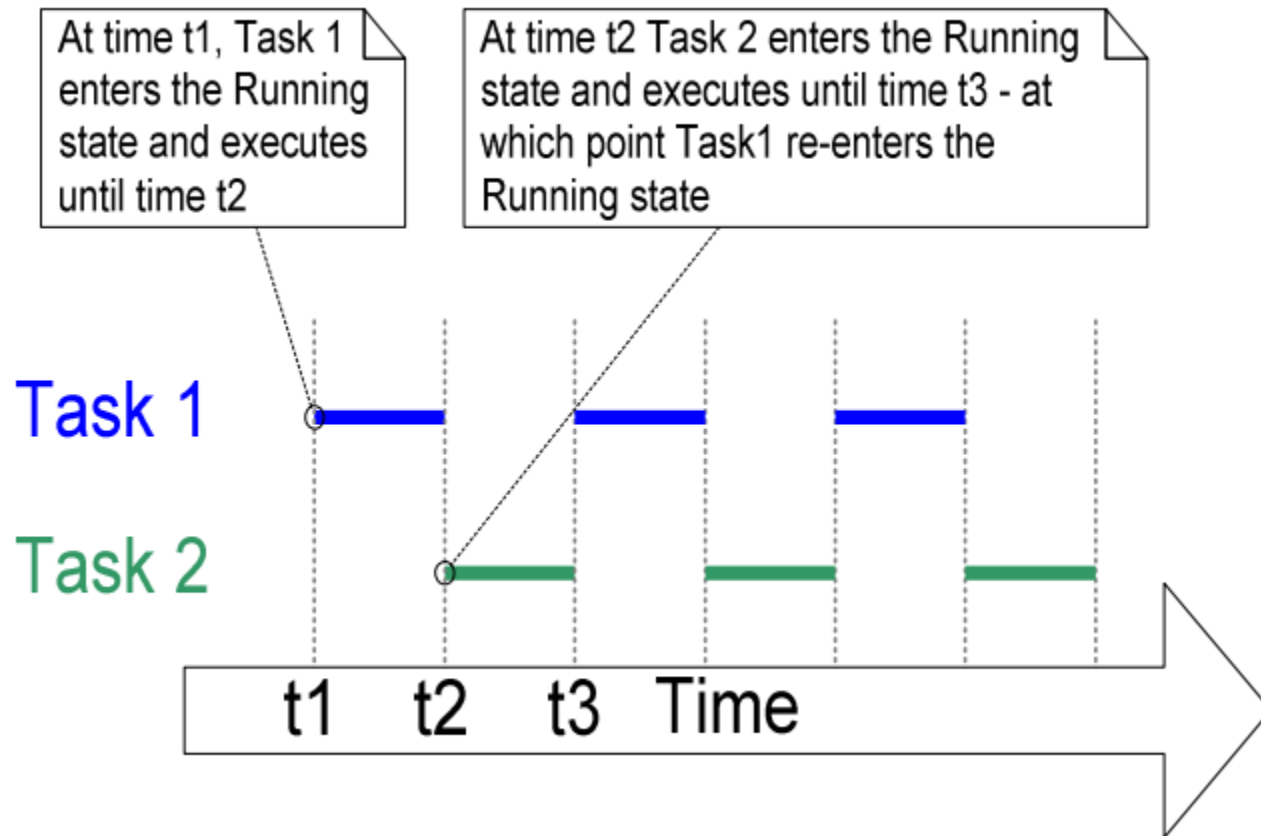 At time t1, Task 1
enters the Running
state and executes
until time t2
At time t2 Task 2 enters the Running
state and executes until time t3 - at
which point Task1 re-enters the
Running state
Task 1
Task 2
t1 t2 t3 Time